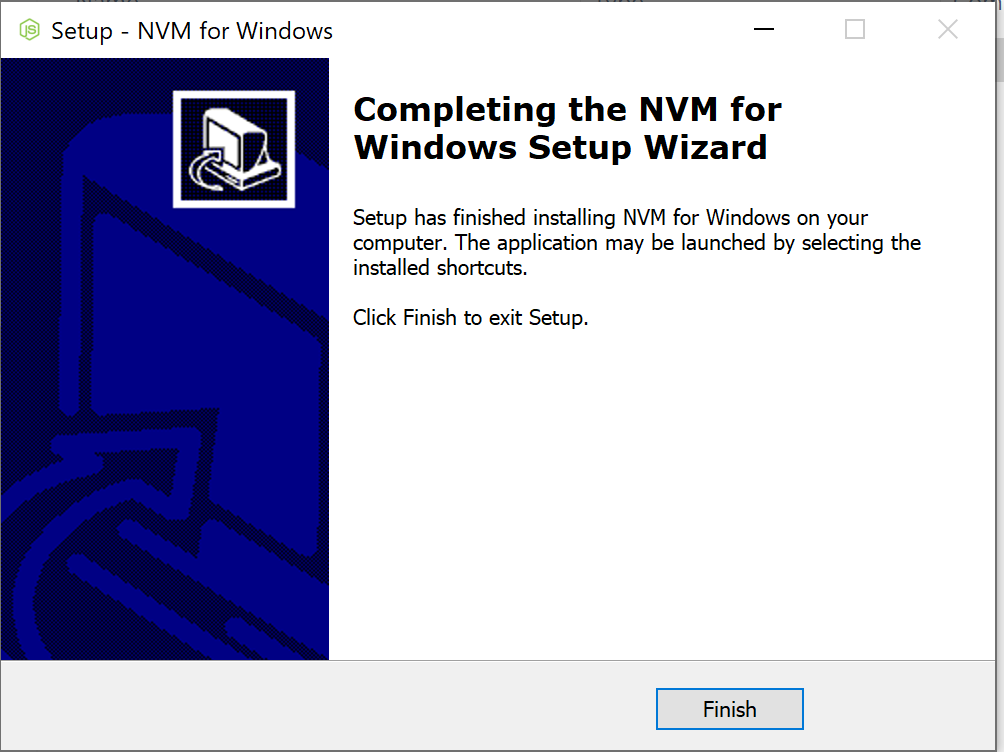 Setup - NVM for Windows
Completing the NVM for
Windows Setup Wizard
Setup has finished installing NVM for Windows on your
computer. The application may be launched by selecting the
installed shortcuts.
Click Finish to exit Setup.
Finish